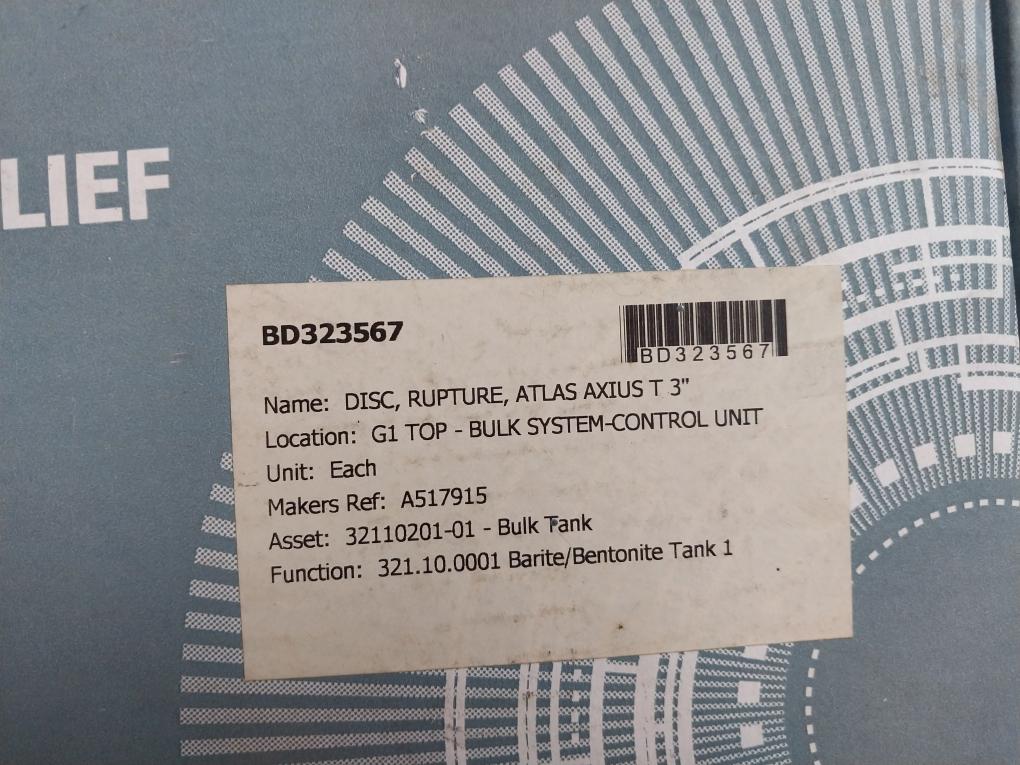 LIEF
BD323567
BD323567
Name: DISC, RUPTURE, ATLAS AXIUS T 3"
Location: G1 TOP - BULK SYSTEM-CONTROL UNIT
Unit: Each
Makers Ref: A517915
Asset: 32110201-01 - Bulk Tank
Function: 321.10.0001 Barite/Bentonite Tank 1